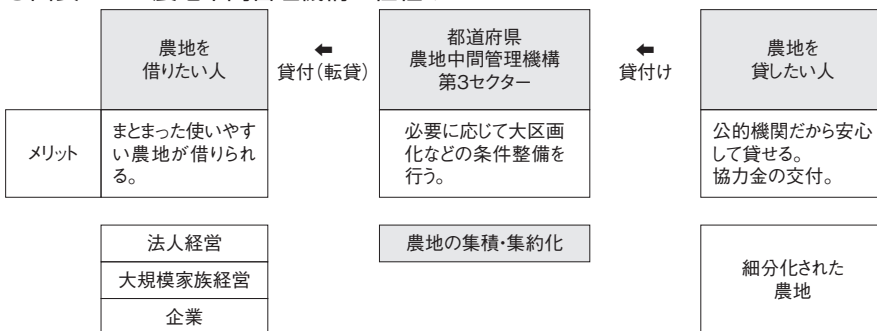 農地を
借りたい人
⬅
貸付(転貸)
都道府県
農地中間管理機構
第3セクター
⬅
貸付け
農地を
貸したい人
メリット
まとまった使いやす
い農地が借りられ
る。
必要に応じて大区画
化などの条件整備を
行う。
公的機関だから安心
して貸せる。
協力金の交付。
法人経営
大規模家族経営
企業
農地の集積・集約化
細分化された
農地